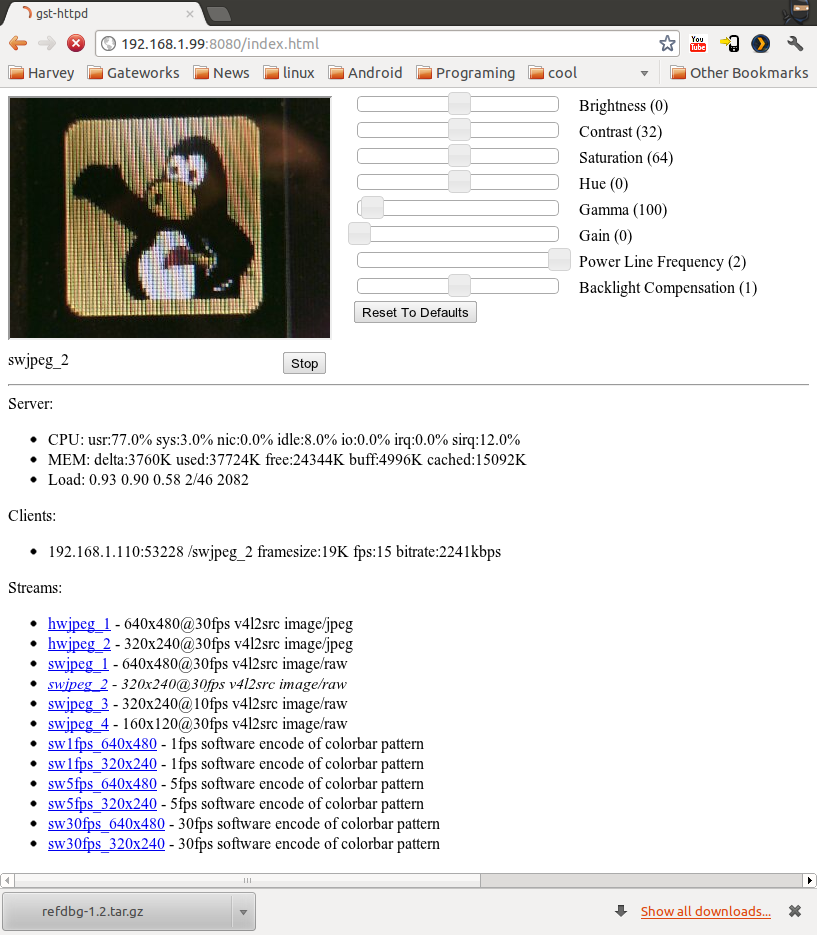 gst-httpd
192.168.1.99:8080/index.html
You
Tube
Harvey Gateworks News linux Android Programing cool Other Bookmarks
Brightness (0)
Contrast (32)
Saturation (64)
Hue (0)
Gamma (100)
Gain (0)
Power Line Frequency (2)
Backlight Compensation (1)
Reset To Defaults
swjpeg_2 Stop
Server:
CPU: usr:77.0% sys:3.0% nic:0.0% idle:8.0% io:0.0% irq:0.0% sirq:12.0%
MEM: delta:3760K used:37724K free:24344K buff:4996K cached:15092K
Load: 0.93 0.90 0.58 2/46 2082
Clients:
192.168.1.110:53228 /swjpeg_2 framesize:19K fps:15 bitrate:2241kbps
Streams:
hwjpeg_1 - 640x480@30fps v4l2src image/jpeg
hwjpeg_2 - 320x240@30fps v4l2src image/jpeg
swjpeg_1 - 640x480@30fps v4l2src image/raw
swjpeg_2 - 320x240@30fps v4l2src image/raw
swjpeg_3 - 320x240@10fps v4l2src image/raw
swjpeg_4 - 160x120@30fps v4l2src image/raw
sw1fps_640x480 - 1fps software encode of colorbar pattern
sw1fps_320x240 - 1fps software encode of colorbar pattern
sw5fps_640x480 - 5fps software encode of colorbar pattern
sw5fps_320x240 - 5fps software encode of colorbar pattern
sw30fps_640x480 - 30fps software encode of colorbar pattern
sw30fps_320x240 - 30fps software encode of colorbar pattern
refdbg-1.2.tar.gz Show all downloads...